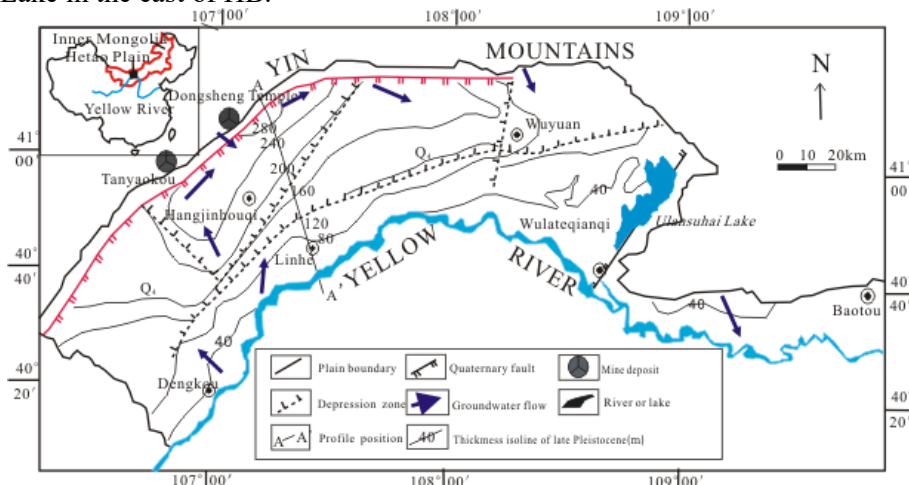 Lake in the east of HB.
107°00′ 108°00′ 109°00′
Inner Mongolia
Hetao Plain
Yellow River
YIN MOUNTAINS
N
0 10 20km
Dongsheng Temple
A
280
240
200
160
120
80
Wuyuan
41°
00′
41°
00′
Tanyaokou
Q₄
40
Hangjinhouqi
Wulateqianqi
Ulansuhai Lake
40°
40′
Linhe
A′
YELLOW RIVER
Q₄
40
40
40°
40′
Baotou
40°
20′
Dengkou
40°
20′
Plain boundary
Quaternary fault
Mine deposit
Depression zone
Groundwater flow
River or lake
A A′ Profile position
40 Thickness isoline of late Pleistocene(m)
107°00′ 108°00′ 109°00′